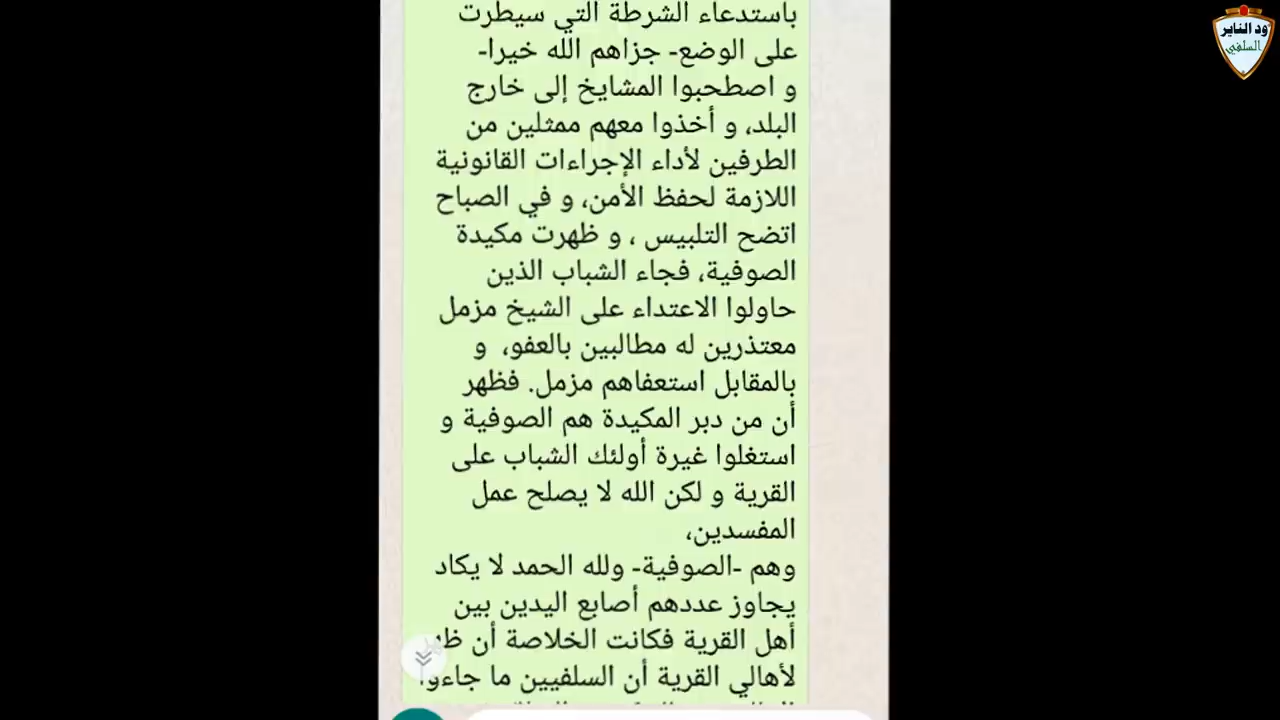 ود الناير
السلفي
باستدعاء الشرطة التي سيطرت
على الوضع- جزاهم الله خيرا-
و اصطحبوا المشايخ إلى خارج
البلد، و أخذوا معهم ممثلين من
الطرفين لأداء الإجراءات القانونية
اللازمة لحفظ الأمن، و في الصباح
اتضح التلبيس ، و ظهرت مكيدة
الصوفية، فجاء الشباب الذين
حاولوا الاعتداء على الشيخ مزمل
معتذرين له مطالبين بالعفو، و
بالمقابل استعفاهم مزمل. فظهر
أن من دبر المكيدة هم الصوفية و
استغلوا غيرة أولئك الشباب على
القرية و لكن الله لا يصلح عمل
المفسدين،
وهم -الصوفية- ولله الحمد لا يكاد
يجاوز عددهم أصابع اليدين بين
أهل القرية فكانت الخلاصة أن ظهر
لأهالي القرية أن السلفيين ما جاءوا